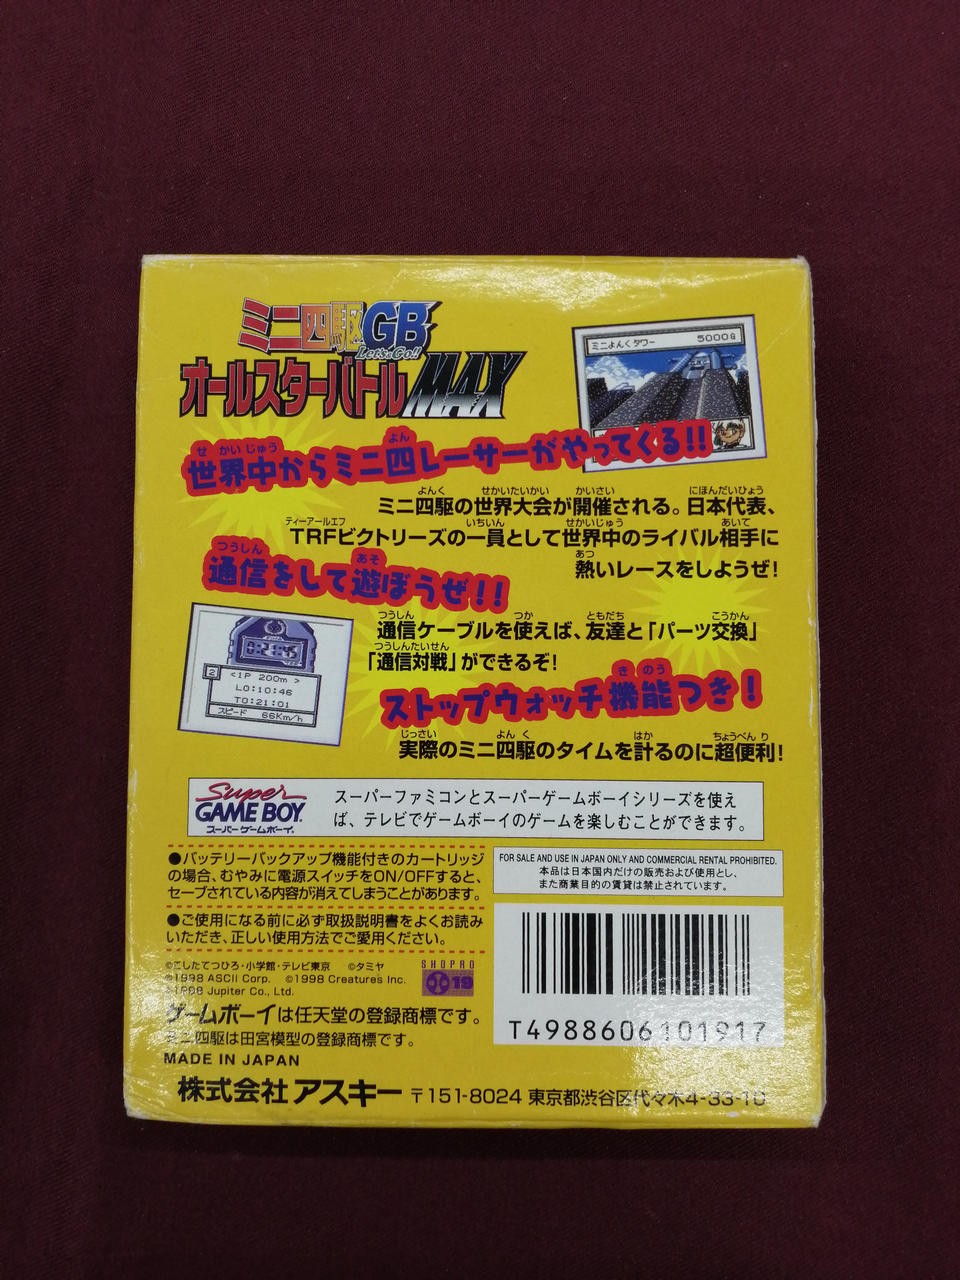 ミニ四駆GB
Let's&Go!!
オールスターバトルMAX
ミニよんくタワー 5000G
世界中からミニ四レーサーがやってくる!!
ミニ四駆の世界大会が開催される。日本代表、
TRFビクトリーズの一員として世界中のライバル相手に
熱いレースをしようぜ!
通信をして遊ぼうぜ!!
通信ケーブルを使えば、友達と「パーツ交換」
「通信対戦」ができるぞ!
0:21:45
2 <1P 200m >
L0:10:46
T0:21:01
スピード 66Km/h
ストップウォッチ機能つき!
実際のミニ四駆のタイムを計るのに超便利!
Super
GAME BOY
スーパーゲームボーイ
スーパーファミコンとスーパーゲームボーイシリーズを使え
ば、テレビでゲームボーイのゲームを楽しむことができます。
●バッテリーバックアップ機能付きのカートリッジ
の場合、むやみに電源スイッチをON/OFFすると、
セーブされている内容が消えてしまうことがあります。
●ご使用になる前に必ず取扱説明書をよくお読み
いただき、正しい使用方法でご愛用ください。
FOR SALE AND USE IN JAPAN ONLY AND COMMERCIAL RENTAL PROHIBITED.
本品は日本国内だけの販売および使用とし、
また商業目的の賃貸は禁止されています。
©こしたてつひろ・小学館・テレビ東京 ©タミヤ
©1998 ASCII Corp. ©1998 Creatures Inc.
©1998 Jupiter Co., Ltd.
SHOPRO
19
T4988606101917
ゲームボーイは任天堂の登録商標です。
ミニ四駆は田宮模型の登録商標です。
MADE IN JAPAN
株式会社アスキー 〒151-8024 東京都渋谷区代々木4-33-10